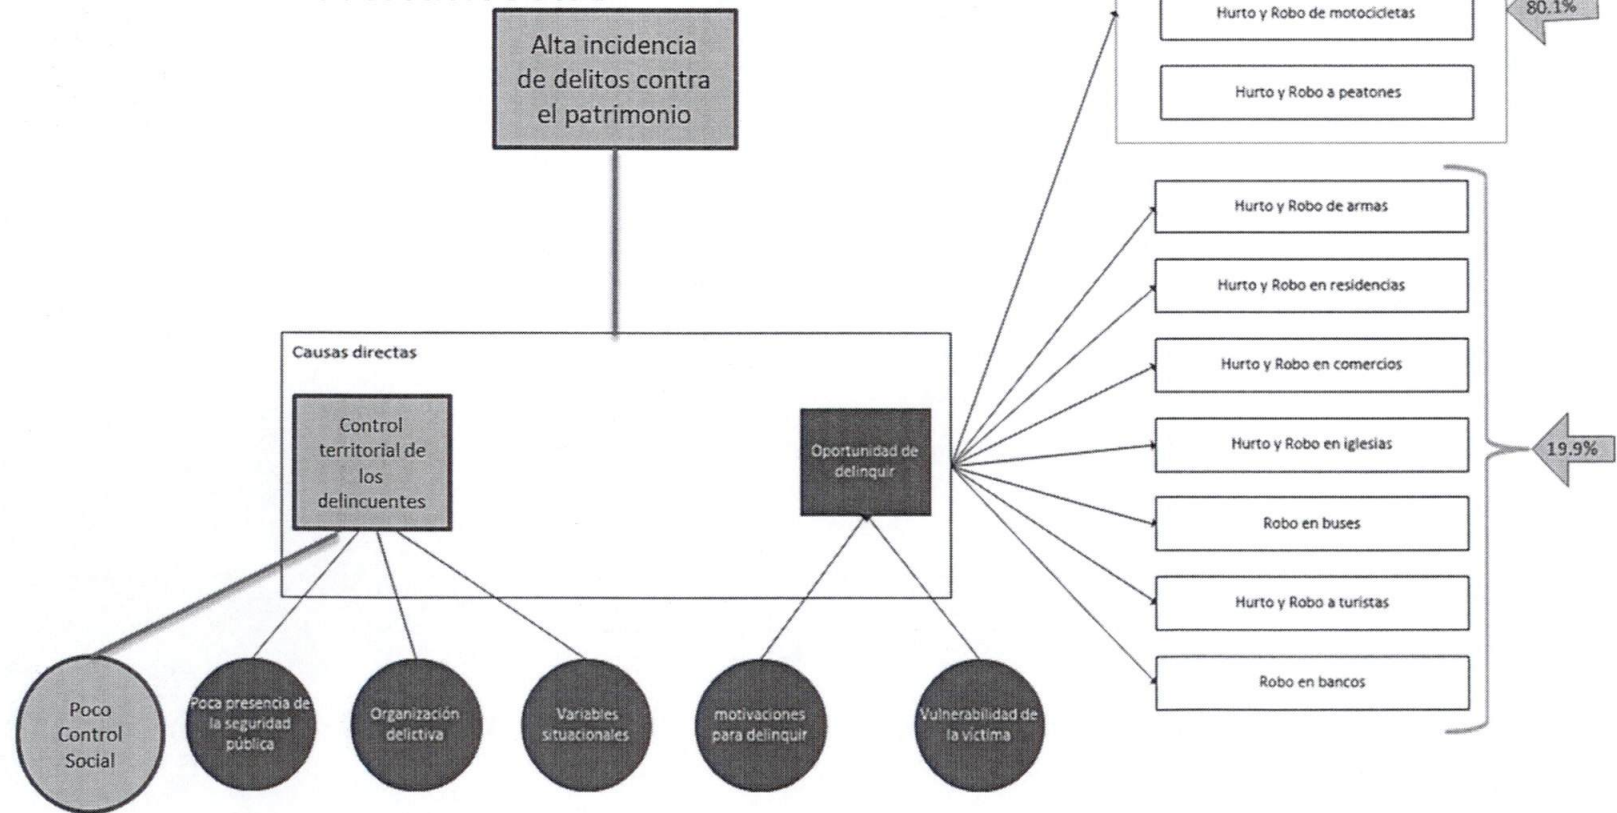 Alta incidencia
de delitos contra
el patrimonio
Hurto y Robo de motocicletas
80.1%
Hurto y Robo a peatones
Causas directas
Control
territorial de
los
delincuentes
Oportunidad de
delinquir
Hurto y Robo de armas
Hurto y Robo en residencias
Hurto y Robo en comercios
Hurto y Robo en iglesias
Robo en buses
Hurto y Robo a turistas
Robo en bancos
19.9%
Poco
Control
Social
Poca presencia de
la seguridad
pública
Organización
delictiva
Variables
situacionales
motivaciones
para delinquir
Vulnerabilidad de
la víctima